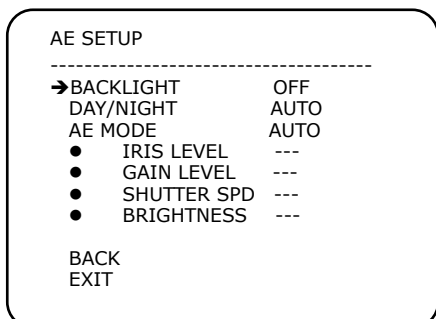 AE SETUP
----------------------------------------
➔BACKLIGHT OFF
DAY/NIGHT AUTO
AE MODE AUTO
● IRIS LEVEL ---
● GAIN LEVEL ---
● SHUTTER SPD ---
● BRIGHTNESS ---
BACK
EXIT